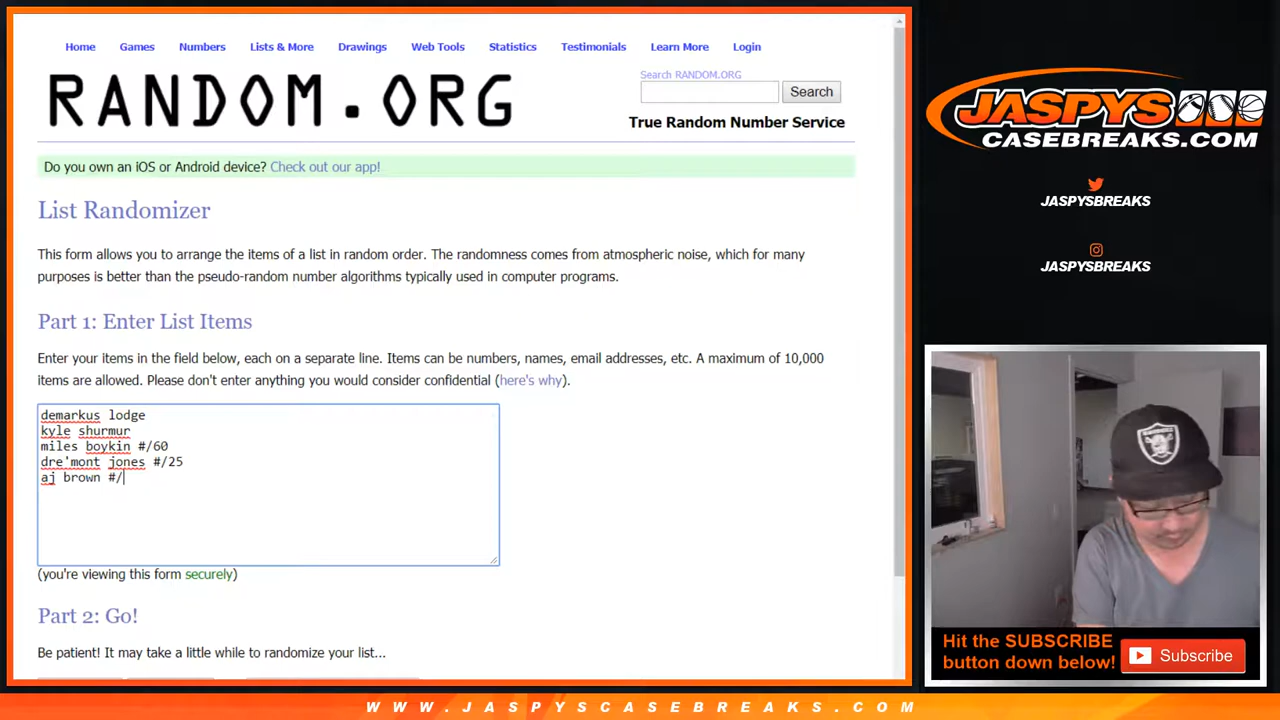 Home Games Numbers Lists & More Drawings Web Tools Statistics Testimonials Learn More Login
RANDOM.ORG
Search RANDOM.ORG
Search
True Random Number Service
Do you own an iOS or Android device? Check out our app!
List Randomizer
This form allows you to arrange the items of a list in random order. The randomness comes from atmospheric noise, which for many
purposes is better than the pseudo-random number algorithms typically used in computer programs.
Part 1: Enter List Items
Enter your items in the field below, each on a separate line. Items can be numbers, names, email addresses, etc. A maximum of 10,000
items are allowed. Please don't enter anything you would consider confidential (here's why).
demarkus lodge
kyle shurmur
miles boykin #/60
dre'mont jones #/25
aj brown #/
(you're viewing this form securely)
Part 2: Go!
Be patient! It may take a little while to randomize your list...
JASPYS
CASEBREAKS.COM
JASPYSBREAKS
JASPYSBREAKS
RAIDERS
Hit the SUBSCRIBE
button down below!
Subscribe
WWW.JASPYSCASEBREAKS.COM